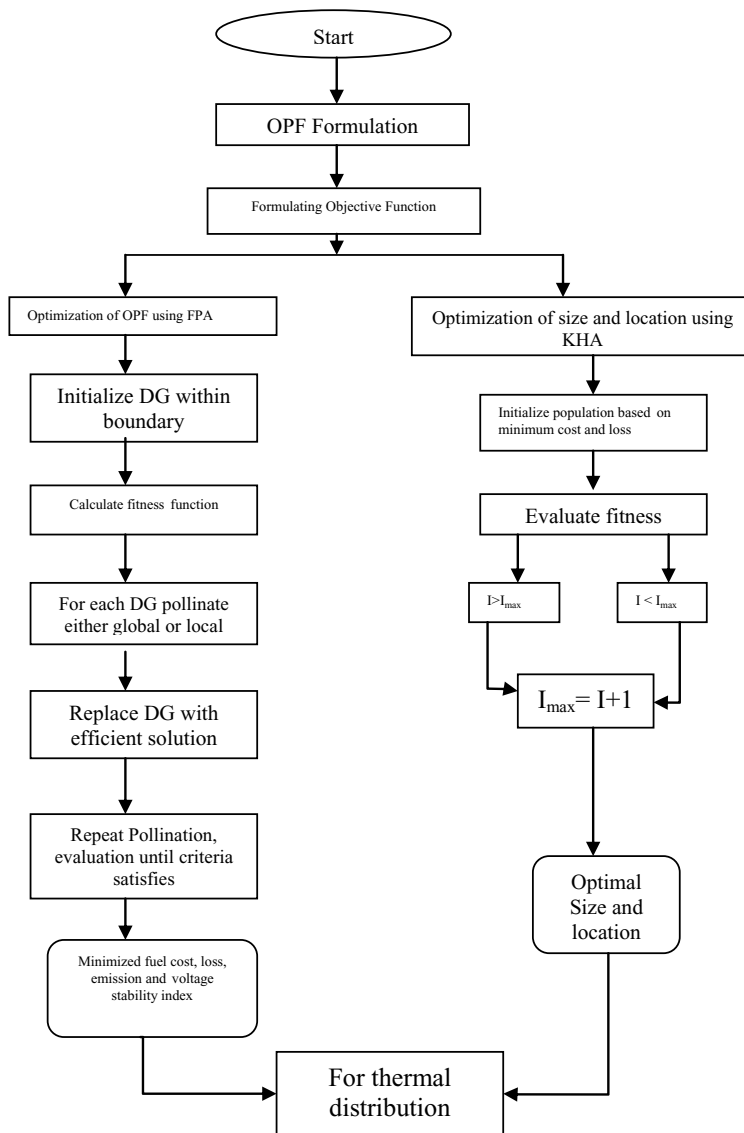 Start
OPF Formulation
Formulating Objective Function
Optimization of OPF using FPA
Initialize DG within
boundary
Calculate fitness function
For each DG pollinate
either global or local
Replace DG with
efficient solution
Repeat Pollination,
evaluation until criteria
satisfies
Minimized fuel cost, loss,
emission and voltage
stability index
Optimization of size and location using
KHA
Initialize population based on
minimum cost and loss
Evaluate fitness
I>Imax
I < Imax
Imax= I+1
Optimal
Size and
location
For thermal
distribution